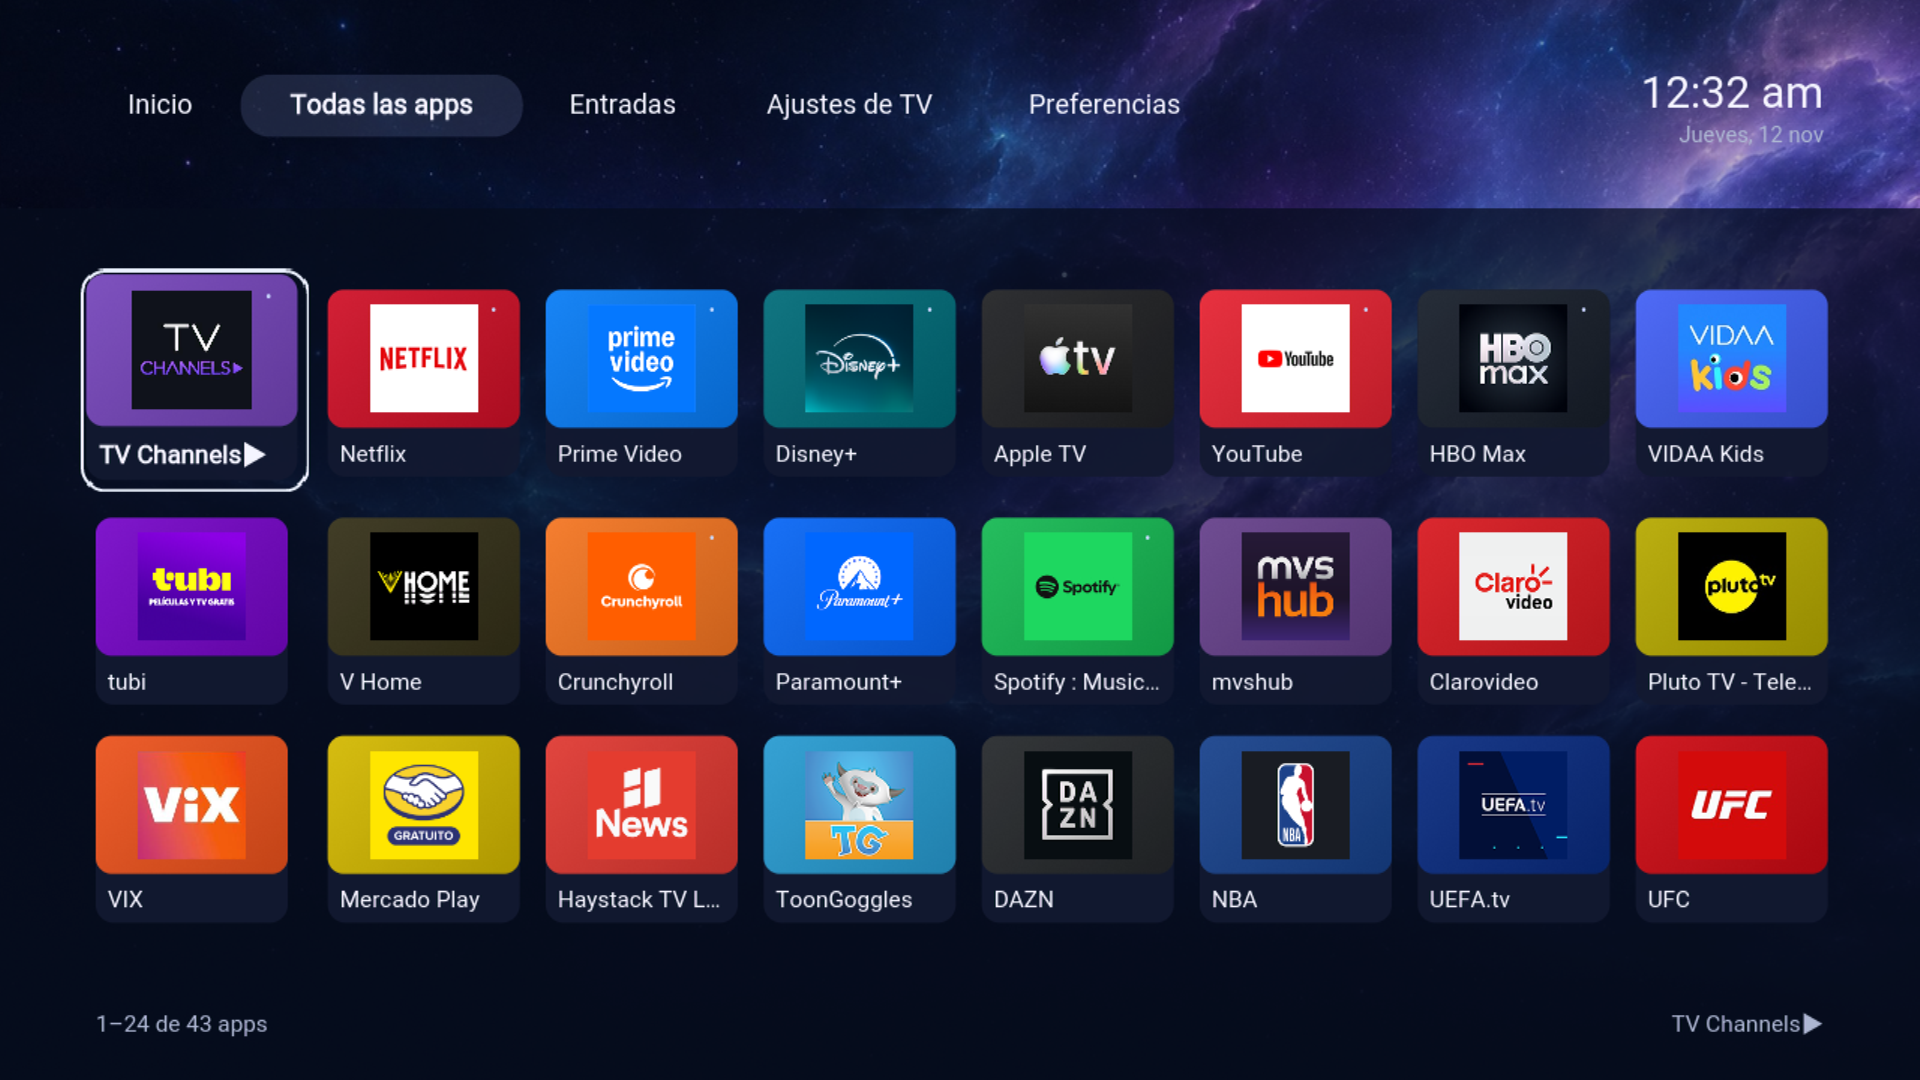 Inicio
Todas las apps
Entradas
Ajustes de TV
Preferencias
12:32 am
Jueves, 12 nov
TV
CHANNELS▶
NETFLIX
prime
video
Disney+
tv
YouTube
HBO
max
VIDAA
kids
TV Channels▶
Netflix
Prime Video
Disney+
Apple TV
YouTube
HBO Max
VIDAA Kids
tubi
PELÍCULAS Y TV GRATIS
V HOME
Crunchyroll
Paramount+
Spotify
mvs
hub
Claro
video
pluto tv
tubi
V Home
Crunchyroll
Paramount+
Spotify : Music...
mvshub
Clarovideo
Pluto TV - Tele...
ViX
GRATUITO
News
TG
DA
ZN
NBA
UEFA.tv
UFC
VIX
Mercado Play
Haystack TV L...
ToonGoggles
DAZN
NBA
UEFA.tv
UFC
1–24 de 43 apps
TV Channels▶